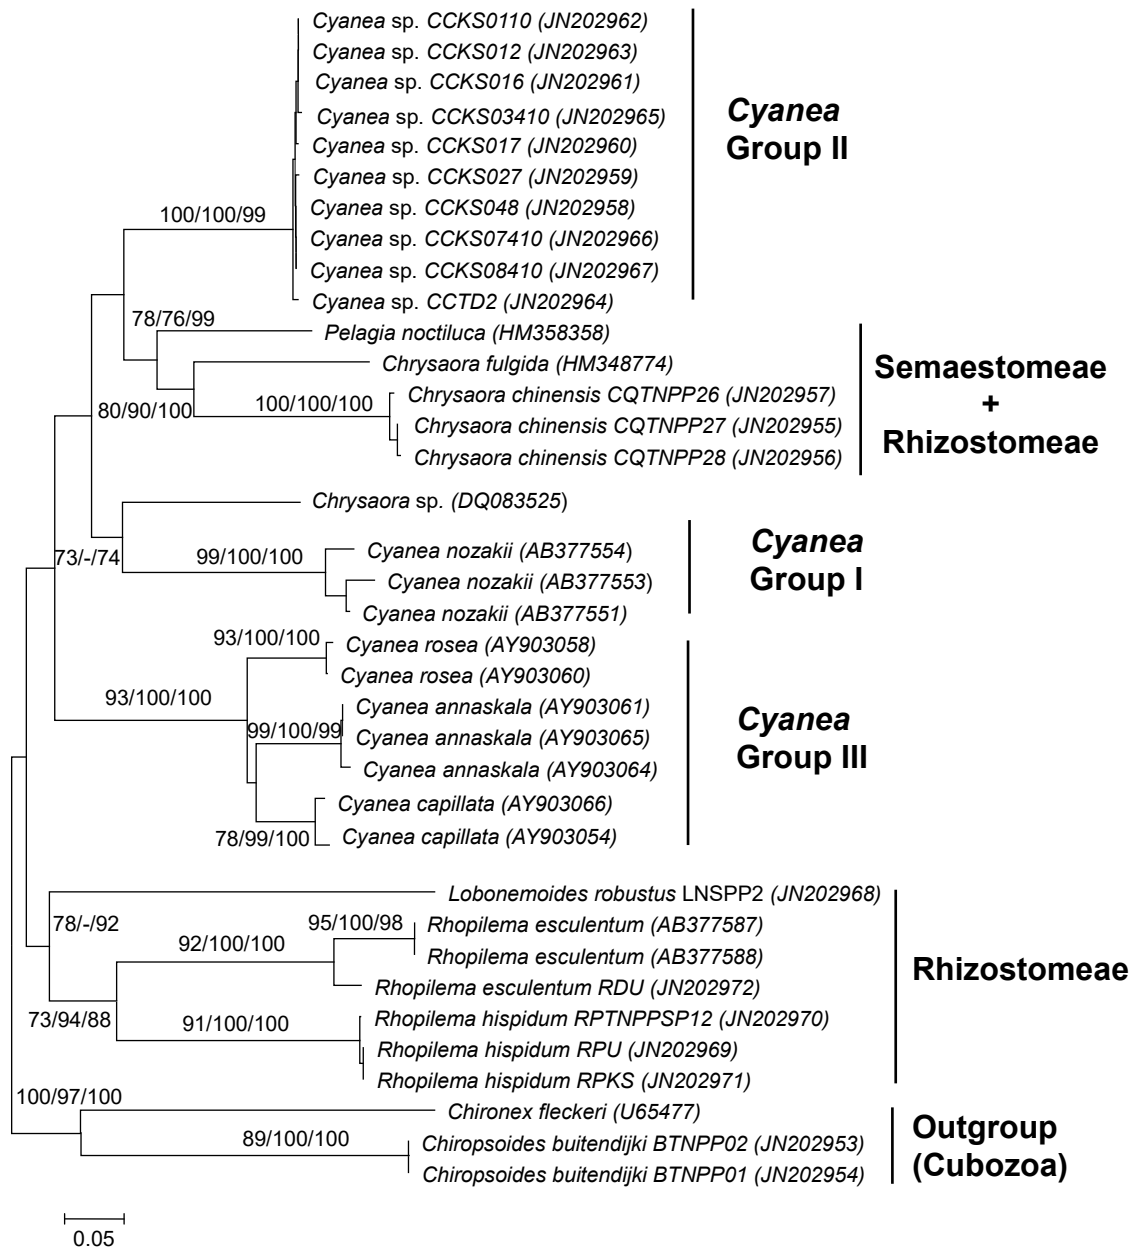 Cyanea sp. CCKS0110 (JN202962)
Cyanea sp. CCKS012 (JN202963)
Cyanea sp. CCKS016 (JN202961)
Cyanea sp. CCKS03410 (JN202965)
Cyanea sp. CCKS017 (JN202960)
Cyanea sp. CCKS027 (JN202959)
Cyanea sp. CCKS048 (JN202958)
Cyanea sp. CCKS07410 (JN202966)
Cyanea sp. CCKS08410 (JN202967)
Cyanea sp. CCTD2 (JN202964)
Cyanea
Group II
100/100/99
78/76/99
Pelagia noctiluca (HM358358)
Chrysaora fulgida (HM348774)
80/90/100
100/100/100
Chrysaora chinensis CQTNPP26 (JN202957)
Chrysaora chinensis CQTNPP27 (JN202955)
Chrysaora chinensis CQTNPP28 (JN202956)
Semaestomeae
+
Rhizostomeae
Chrysaora sp. (DQ083525)
73/-/74
99/100/100
Cyanea nozakii (AB377554)
Cyanea nozakii (AB377553)
Cyanea nozakii (AB377551)
Cyanea
Group I
93/100/100
Cyanea rosea (AY903058)
Cyanea rosea (AY903060)
93/100/100
99/100/99
Cyanea annaskala (AY903061)
Cyanea annaskala (AY903065)
Cyanea annaskala (AY903064)
Cyanea capillata (AY903066)
78/99/100
Cyanea capillata (AY903054)
Cyanea
Group III
Lobonemoides robustus LNSPP2 (JN202968)
78/-/92
95/100/98
Rhopilema esculentum (AB377587)
92/100/100
Rhopilema esculentum (AB377588)
Rhopilema esculentum RDU (JN202972)
73/94/88
91/100/100
Rhopilema hispidum RPTNPPSP12 (JN202970)
Rhopilema hispidum RPU (JN202969)
Rhopilema hispidum RPKS (JN202971)
Rhizostomeae
100/97/100
Chironex fleckeri (U65477)
89/100/100
Chiropsoides buitendijki BTNPP02 (JN202953)
Chiropsoides buitendijki BTNPP01 (JN202954)
Outgroup
(Cubozoa)
0.05